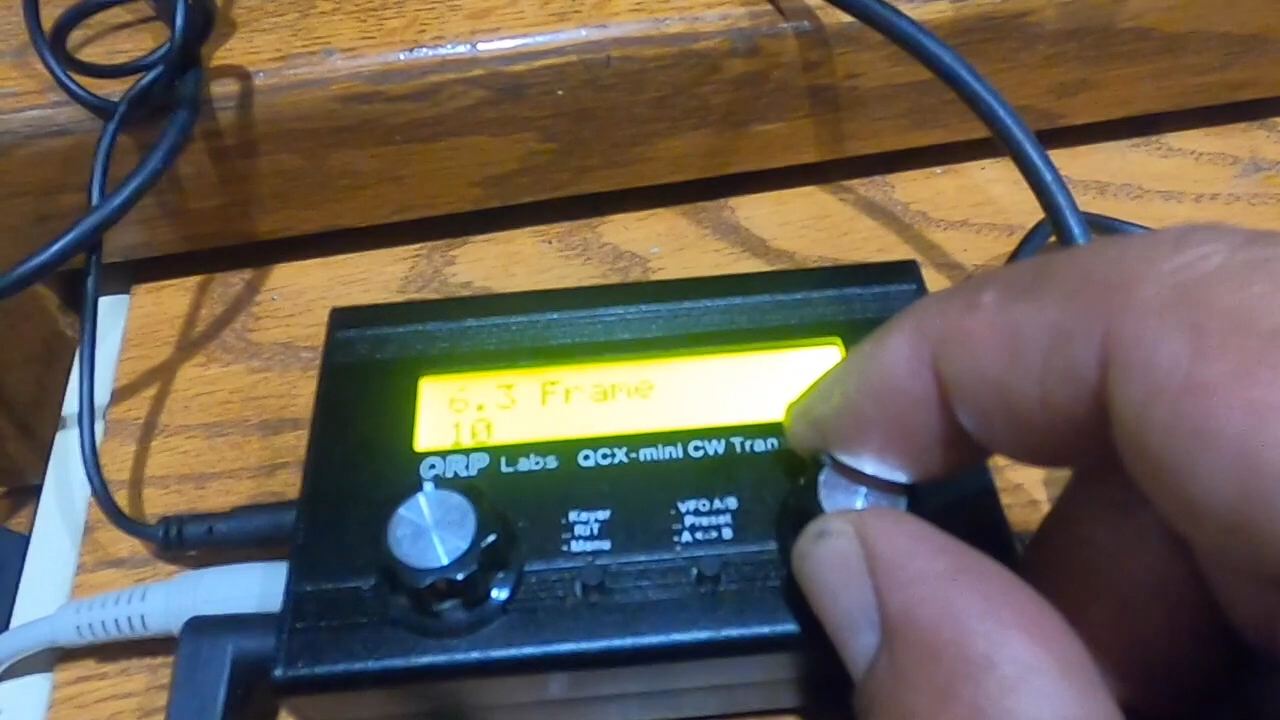 6.3 Frame
10
QRP Labs QCX-mini CW Tran
Keyer
RIT
Menu
VFO A/B
Preset
A <-> B